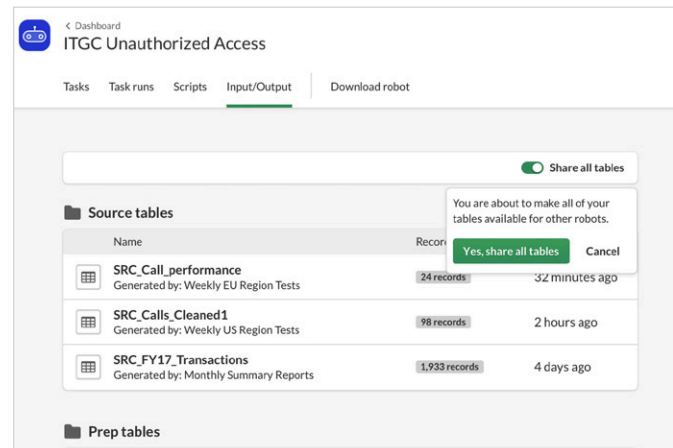 < Dashboard
ITGC Unauthorized Access
Tasks Task runs Scripts Input/Output Download robot
Share all tables
You are about to make all of your
tables available for other robots.
Yes, share all tables Cancel
Source tables
Name
SRC_Call_performance 24 records 32 minutes ago
Generated by: Weekly EU Region Tests
SRC_Calls_Cleaned1 98 records 2 hours ago
Generated by: Weekly US Region Tests
SRC_FY17_Transactions 1,933 records 4 days ago
Generated by: Monthly Summary Reports
Prep tables